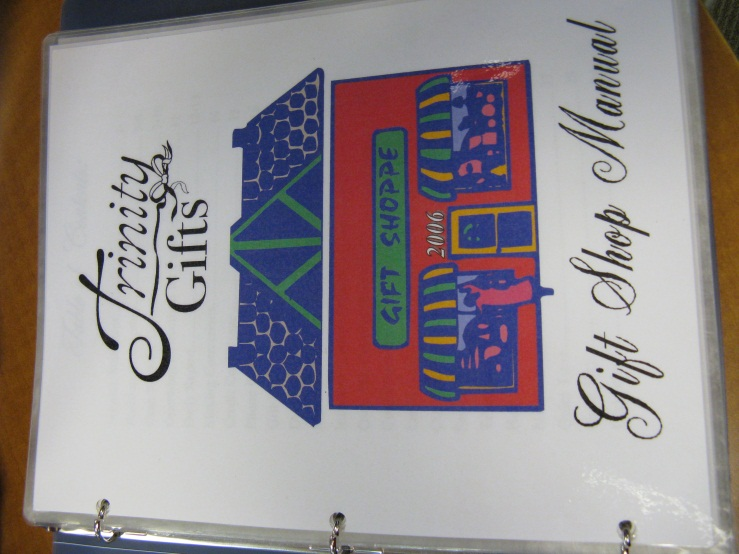 Trinity
Gifts
GIFT SHOPPE
2006
Gift Shop Manual